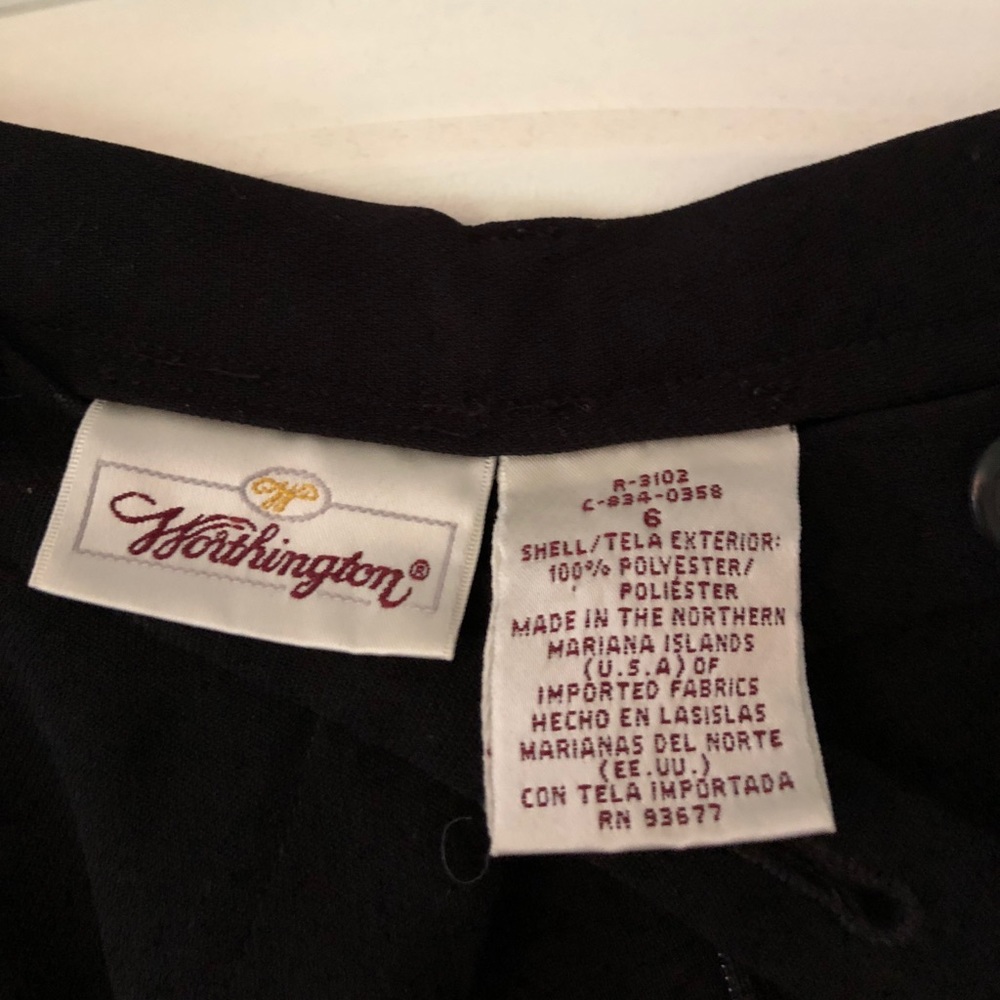 W
Worthington®
R-3102
C-834-0358
6
SHELL/TELA EXTERIOR:
100% POLYESTER/
POLIÉSTER
MADE IN THE NORTHERN
MARIANA ISLANDS
(U.S.A) OF
IMPORTED FABRICS
HECHO EN LASISLAS
MARIANAS DEL NORTE
(EE.UU.)
CON TELA IMPORTADA
RN 93677